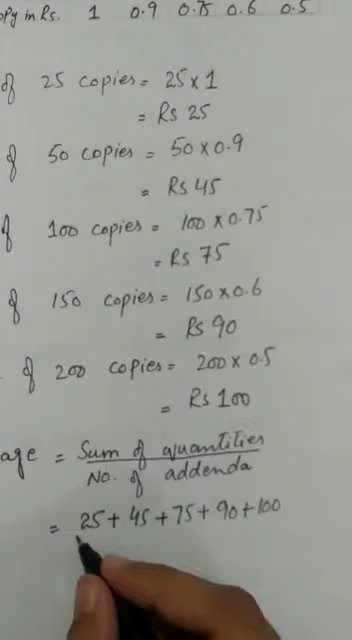 opy in Rs. 1 0.9 0.75 0.6 0.5
of 25 copies = 25 x 1
= Rs 25
of 50 copies = 50 x 0.9
= Rs 45
of 100 copies = 100 x 0.75
= Rs 75
of 150 copies = 150 x 0.6
= Rs 90
of 200 copies = 200 x 0.5
= Rs 100
age = Sum of quantities
No. of addenda
= 25 + 45 + 75 + 90 + 100